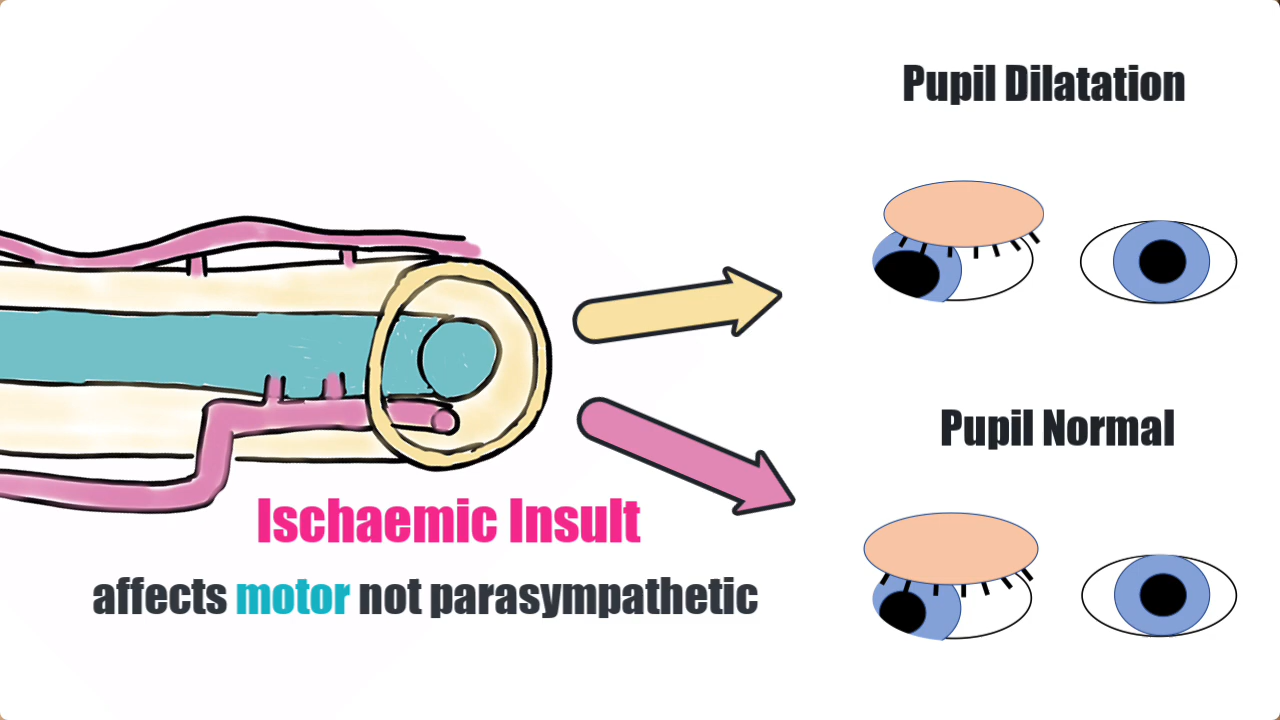 Pupil Dilatation
Pupil Normal
Ischaemic Insult
affects motor not parasympathetic